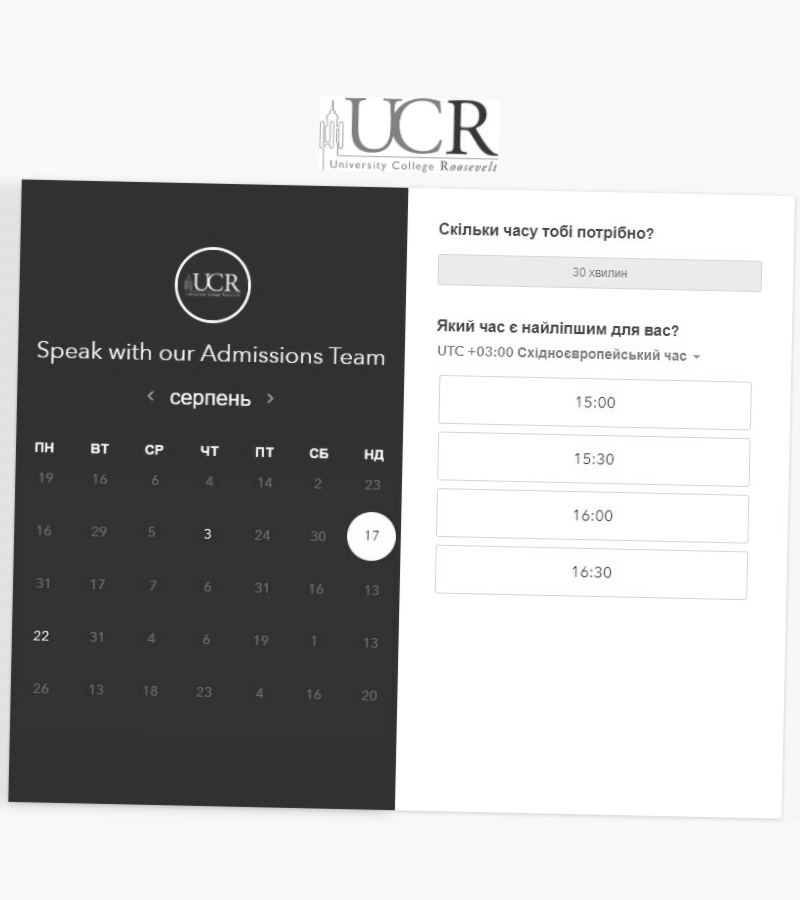 UCR
University College Roosevelt
UCR
Speak with our Admissions Team
< серпень >
ПН ВТ СР ЧТ ПТ СБ НД
19 16 6 4 14 2 23
16 29 5 3 24 30 17
31 17 7 6 31 16 13
22 31 4 6 19 1 13
26 13 18 23 4 16 20
Скільки часу тобі потрібно?
30 хвилин
Який час є найліпшим для вас?
UTC +03:00 Східноєвропейський час
15:00
15:30
16:00
16:30